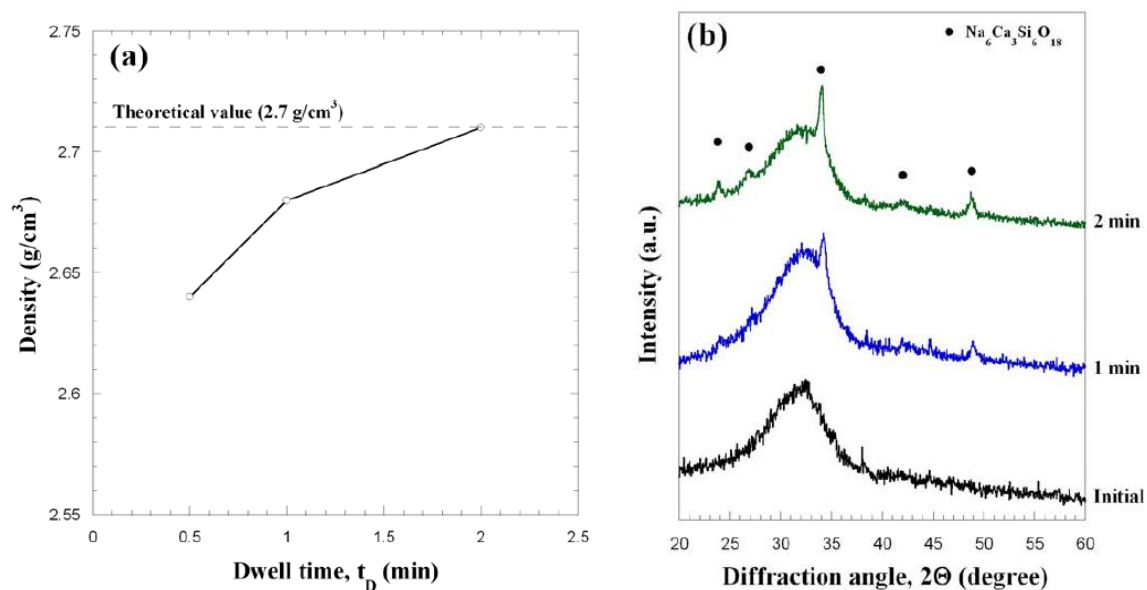 (a)
2.75
2.7
2.65
2.6
2.55
Density (g/cm³)
Theoretical value (2.7 g/cm³)
0 0.5 1 1.5 2 2.5
Dwell time, t_D (min)
(b)
● Na₆Ca₃Si₆O₁₈
2 min
1 min
Initial
Intensity (a.u.)
20 25 30 35 40 45 50 55 60
Diffraction angle, 2Θ (degree)